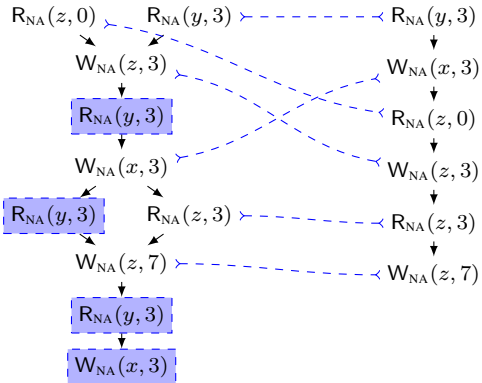 R_NA(z, 0) R_NA(y, 3) R_NA(y, 3)
W_NA(z, 3) W_NA(x, 3)
R_NA(y, 3) R_NA(z, 0)
W_NA(x, 3) W_NA(z, 3)
R_NA(y, 3) R_NA(z, 3) R_NA(z, 3)
W_NA(z, 7) W_NA(z, 7)
R_NA(y, 3)
W_NA(x, 3)